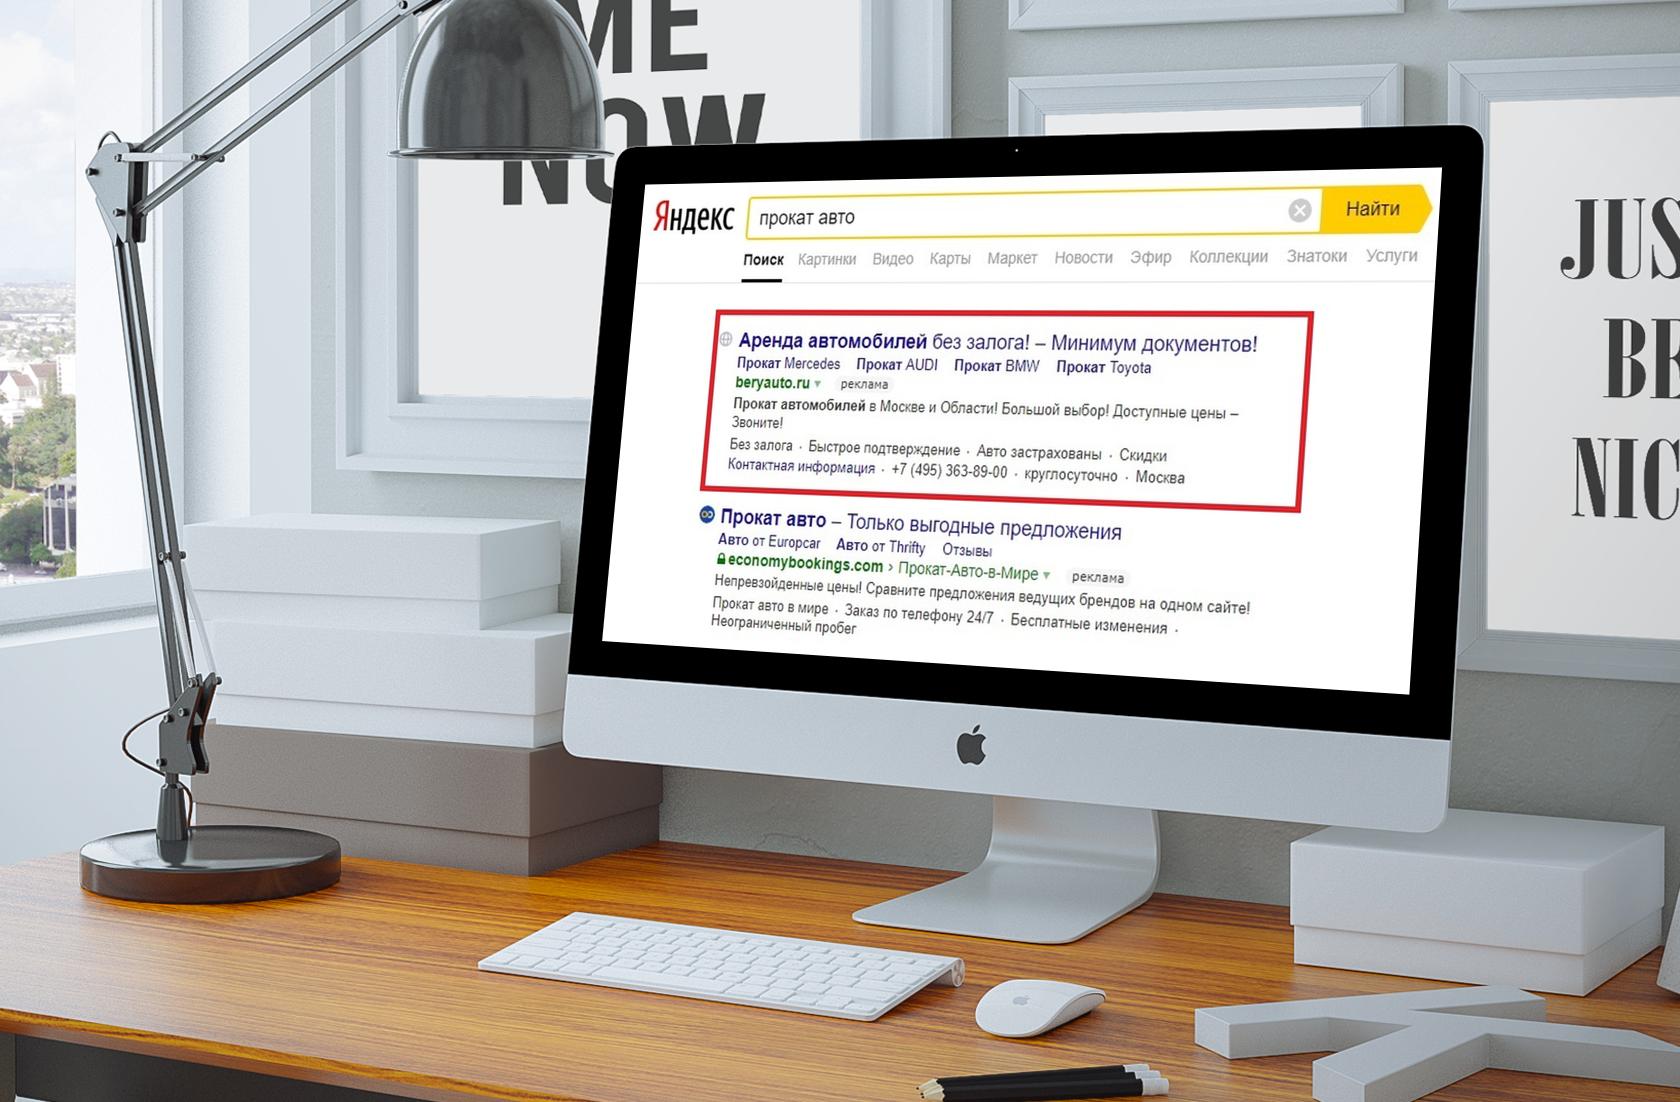 ME
NOW
Яндекс
прокат авто
Найти
Поиск Картинки Видео Карты Маркет Новости Эфир Коллекции Знатоки Услуги
Аренда автомобилей без залога! – Минимум документов!
Прокат Mercedes Прокат AUDI Прокат BMW Прокат Toyota
beryauto.ru реклама
Прокат автомобилей в Москве и Области! Большой выбор! Доступные цены –
Звоните!
Без залога · Быстрое подтверждение · Авто застрахованы · Скидки
Контактная информация · +7 (495) 363-89-00 · круглосуточно · Москва
Прокат авто – Только выгодные предложения
Авто от Europcar Авто от Thrifty Отзывы
economybookings.com › Прокат-Авто-в-Мире реклама
Непревзойденные цены! Сравните предложения ведущих брендов на одном сайте!
Прокат авто в мире · Заказ по телефону 24/7 · Бесплатные изменения ·
Неограниченный пробег
JUS
BE
NIC